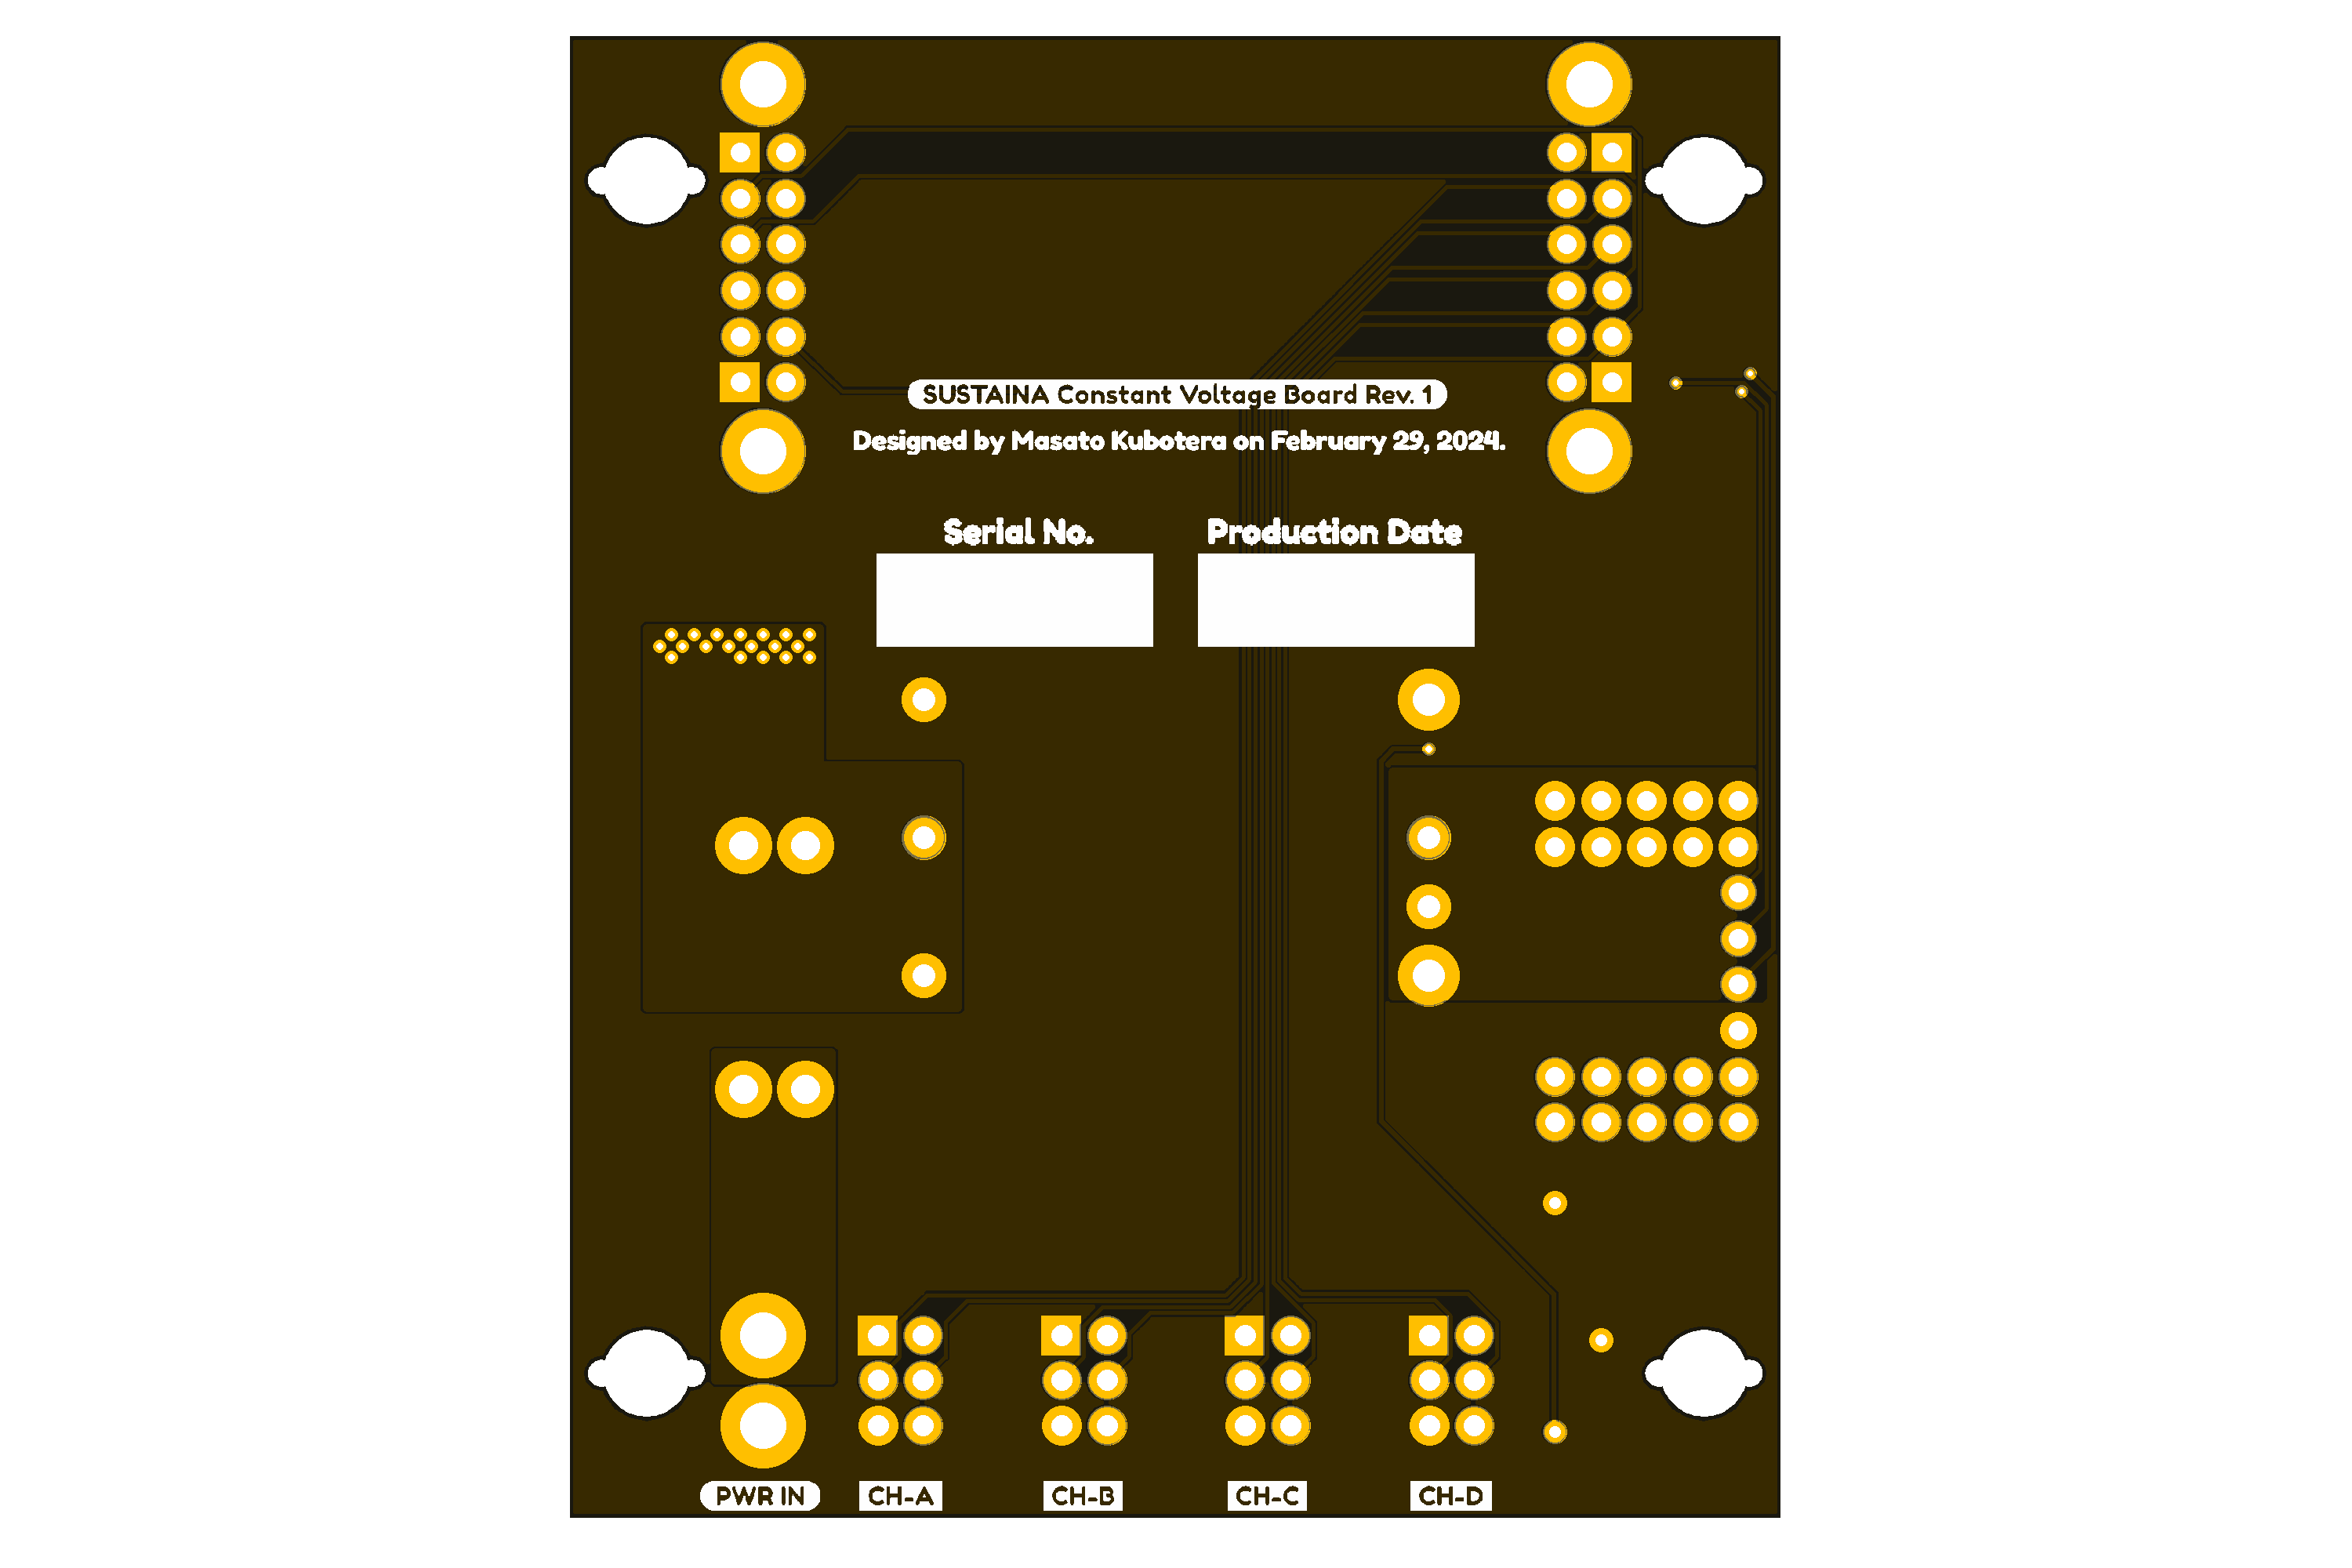 SUSTAINA Constant Voltage Board Rev. 1
Designed by Masato Kubotera on February 29, 2024.
Serial No. Production Date
PWR IN CH-A CH-B CH-C CH-D